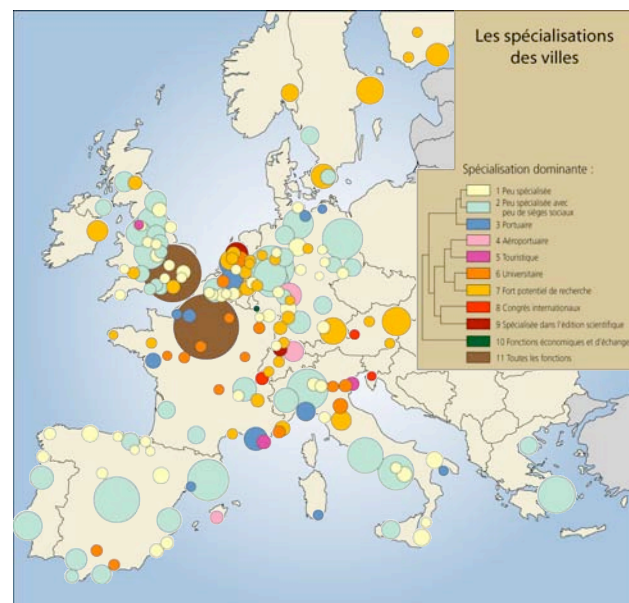 Les spécialisations
des villes
Spécialisation dominante :
1 Peu spécialisée
2 Peu spécialisée avec
peu de sièges sociaux
3 Portuaire
4 Aéroportuaire
5 Touristique
6 Universitaire
7 Fort potentiel de recherche
8 Congrès internationaux
9 Spécialisée dans l'édition scientifique
10 Fonctions économiques et d'échange
11 Toutes les fonctions